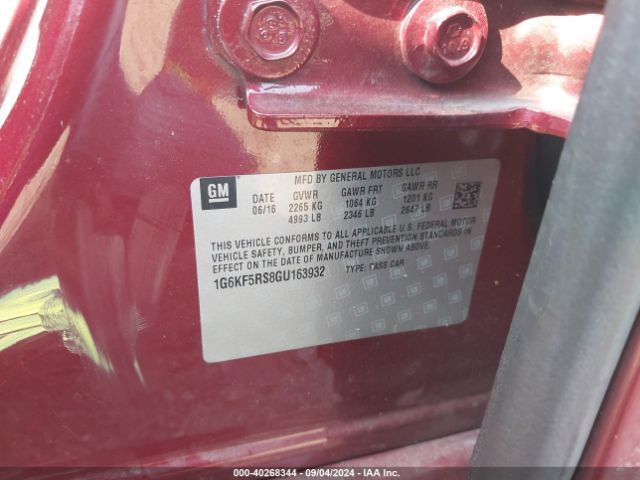 MFD BY GENERAL MOTORS LLC
GM
DATE GVWR GAWR FRT GAWR RR
06/16 2265 KG 1064 KG 1201 KG
4993 LB 2346 LB 2647 LB
THIS VEHICLE CONFORMS TO ALL APPLICABLE U.S. FEDERAL MOTOR
VEHICLE SAFETY, BUMPER, AND THEFT PREVENTION STANDARDS IN
EFFECT ON THE DATE OF MANUFACTURE SHOWN ABOVE.
1G6KF5RS8GU163932 TYPE: PASS CAR
000-40268344 - 09/04/2024 - IAA Inc.